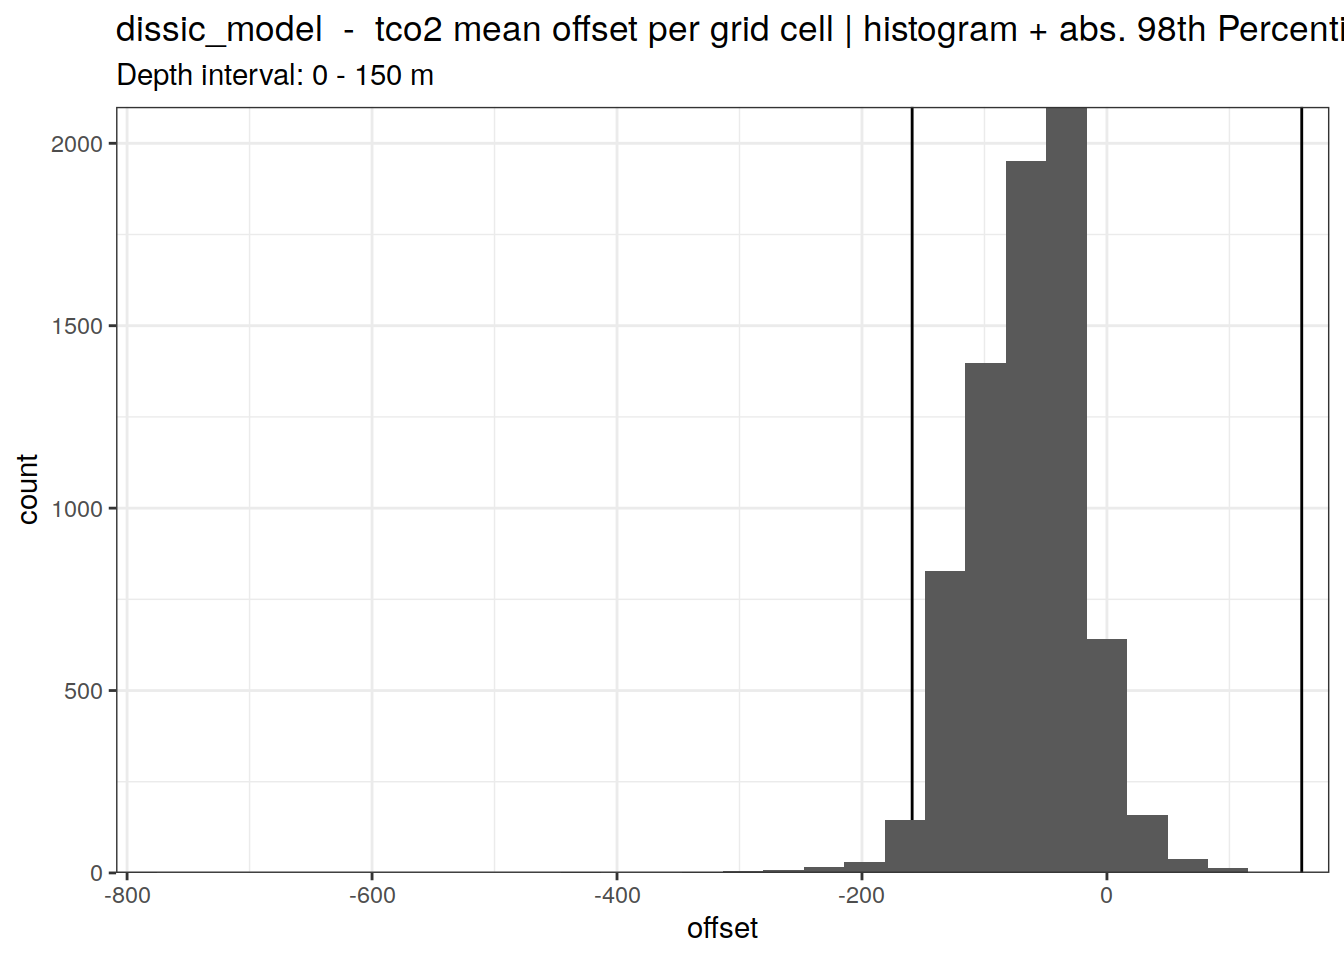 dissic_model - tco2 mean offset per grid cell | histogram + abs. 98th Percenti
Depth interval: 0 - 150 m
2000
1500
1000
500
0
count
-800 -600 -400 -200 0
offset